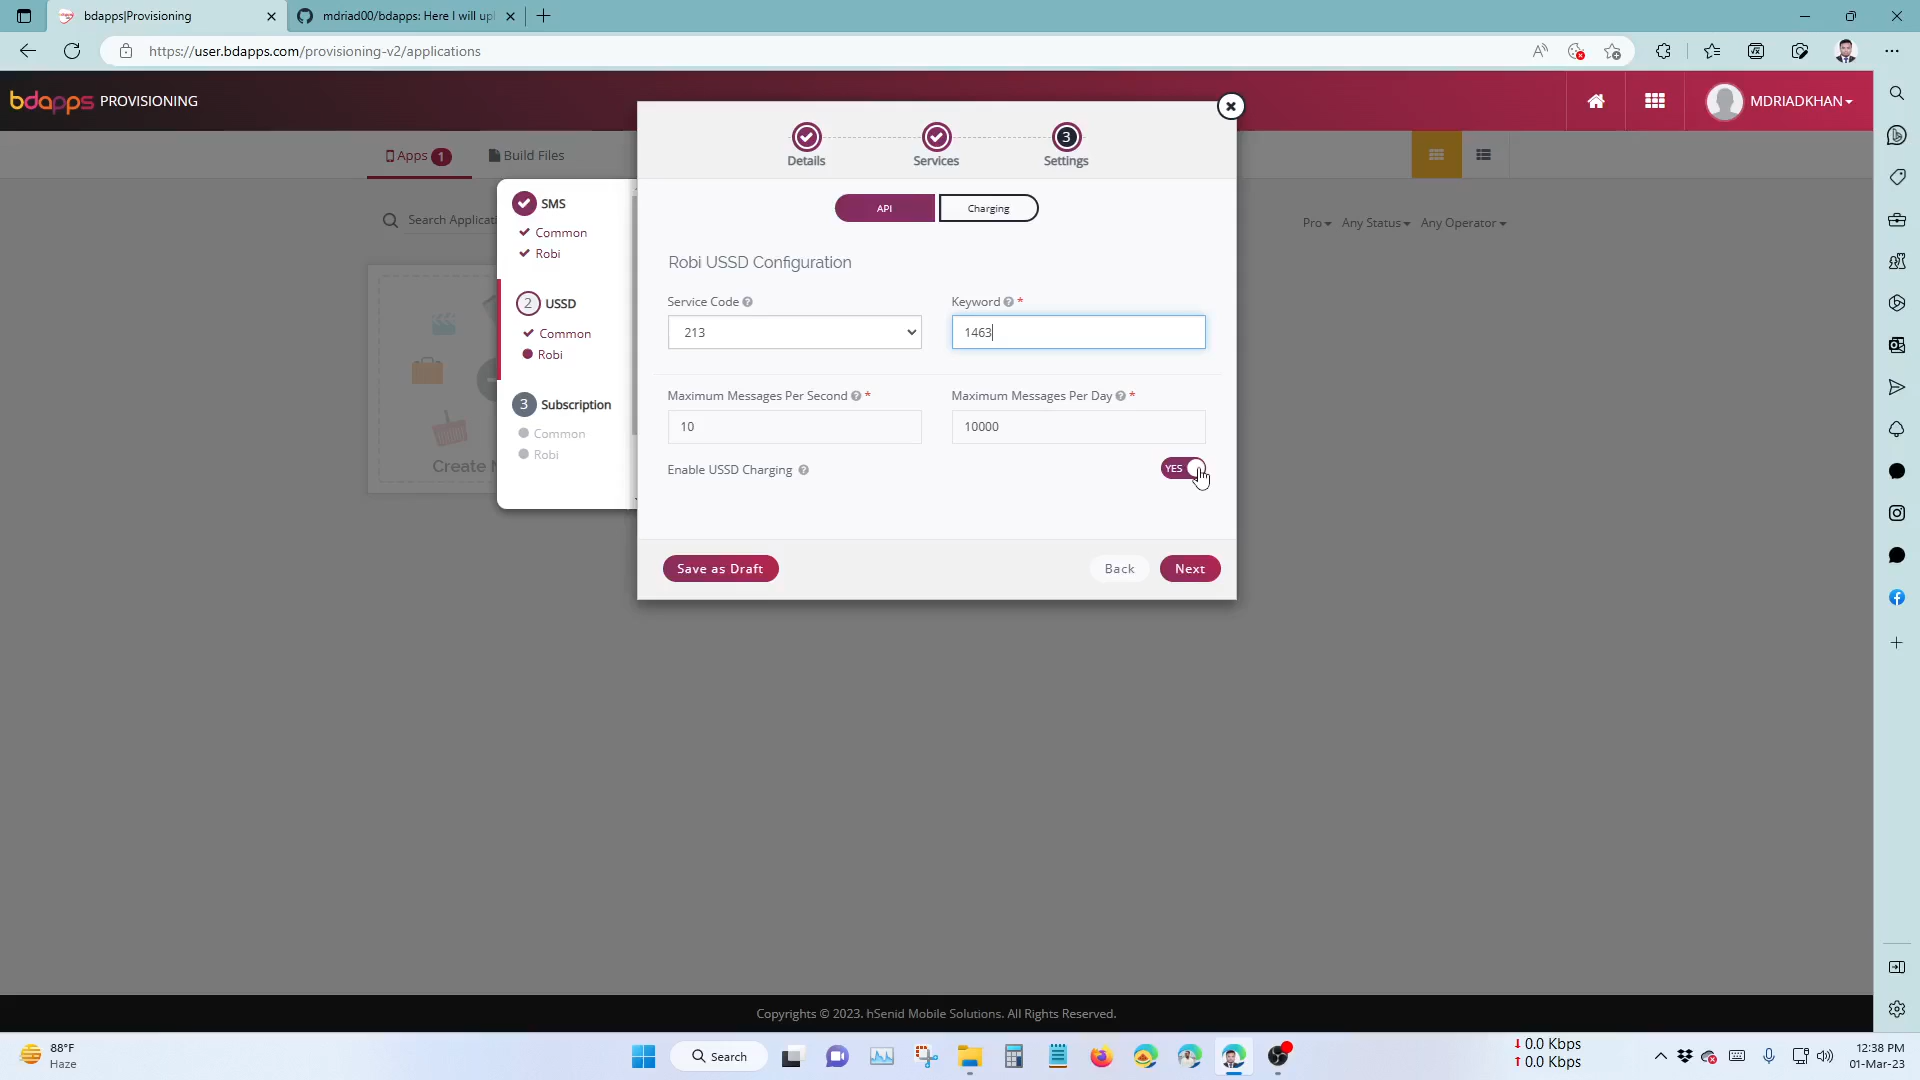 bdapps|Provisioning
mdriad00/bdapps: Here I will upl
https://user.bdapps.com/provisioning-v2/applications
bdapps PROVISIONING
MDRIADKHAN
Details
Services
3
Settings
Apps 1
Build Files
API
Charging
Search Applicati
Pro
Any Status
Any Operator
SMS
Common
Robi
2 USSD
Common
Robi
3 Subscription
Common
Robi
Create N
Robi USSD Configuration
Service Code
Keyword *
213
1463
Maximum Messages Per Second *
Maximum Messages Per Day *
10
10000
Enable USSD Charging
YES
Save as Draft
Back
Next
Copyrights © 2023. hSenid Mobile Solutions. All Rights Reserved.
88°F
Haze
Search
0.0 Kbps
0.0 Kbps
12:38 PM
01-Mar-23